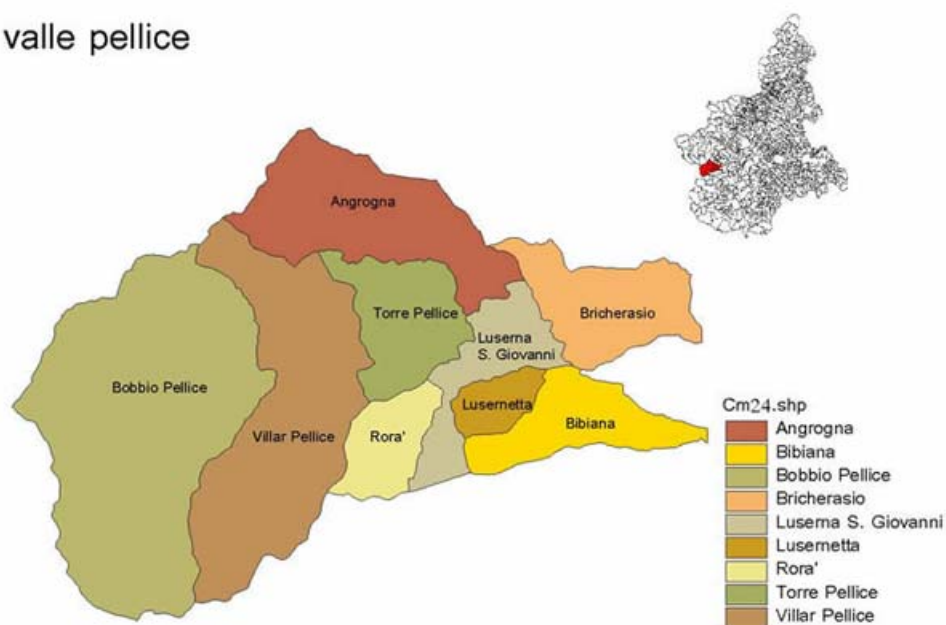 valle pellice
Angrogna
Torre Pellice
Bricherasio
Luserna
S. Giovanni
Bobbio Pellice
Lusernetta
Villar Pellice
Rora'
Bibiana
Cm24.shp
Angrogna
Bibiana
Bobbio Pellice
Bricherasio
Luserna S. Giovanni
Lusernetta
Rora'
Torre Pellice
Villar Pellice